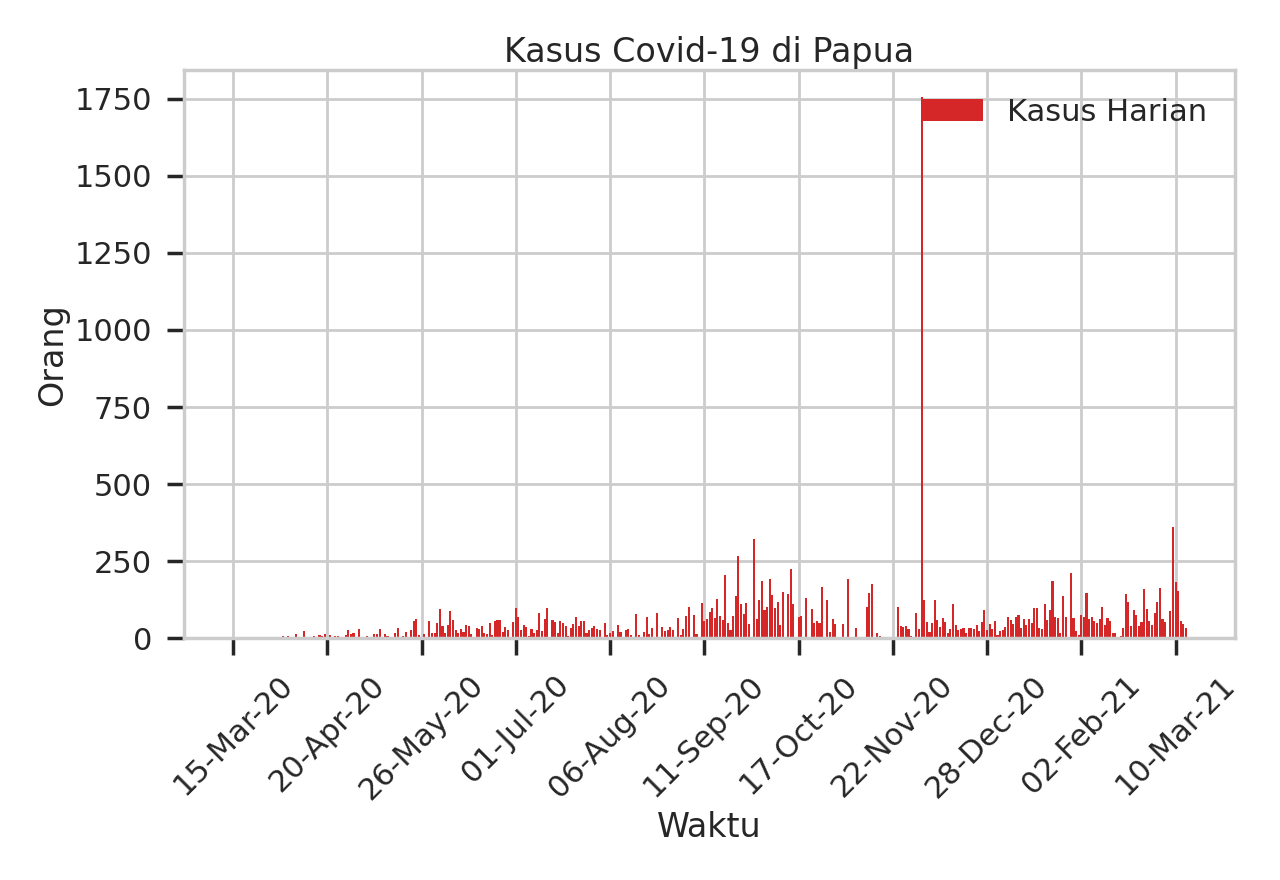 Kasus Covid-19 di Papua
Kasus Harian
1750
1500
1250
1000
750
500
250
0
Orang
15-Mar-20
20-Apr-20
26-May-20
01-Jul-20
06-Aug-20
11-Sep-20
17-Oct-20
22-Nov-20
28-Dec-20
02-Feb-21
10-Mar-21
Waktu